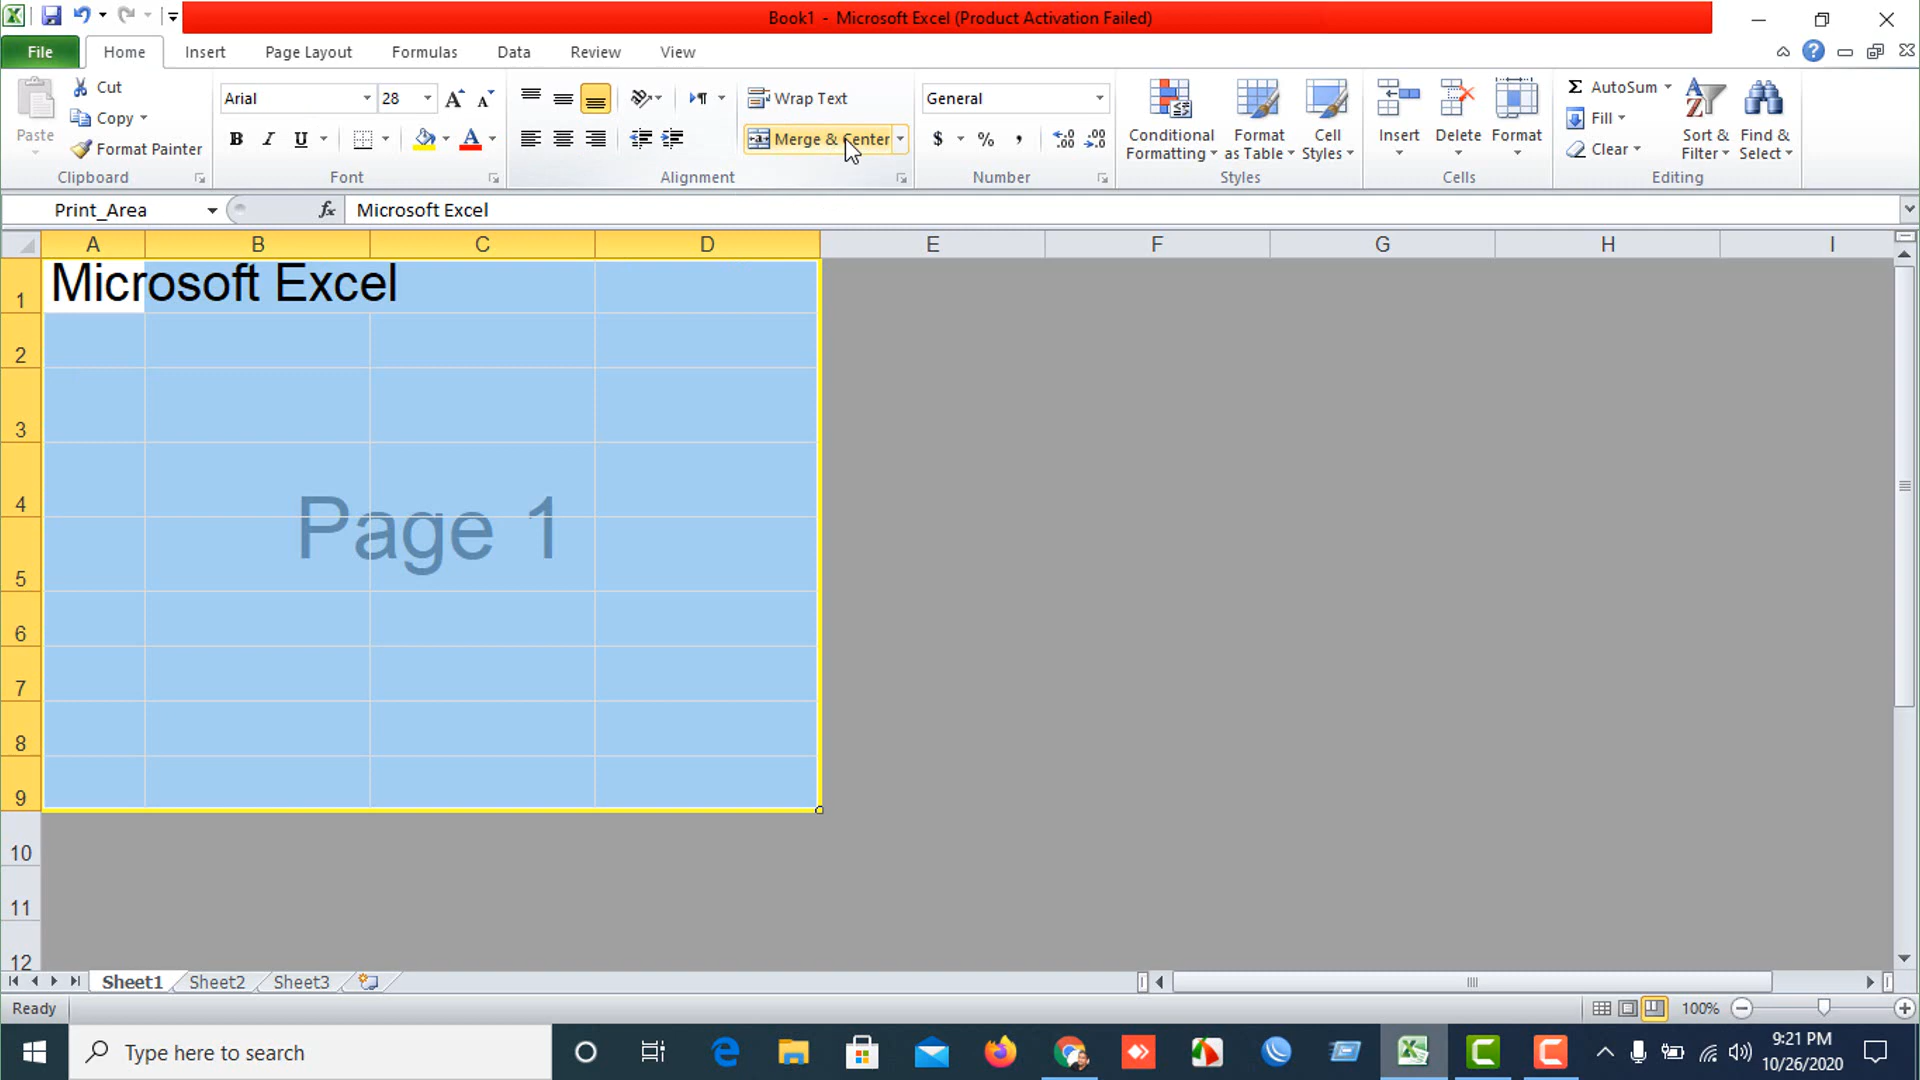 Book1 - Microsoft Excel (Product Activation Failed)
File Home Insert Page Layout Formulas Data Review View
Paste
Cut
Copy
Format Painter
Clipboard
Arial 28
B I U A
Font
Wrap Text
Merge & Center
Alignment
General
$ % ,
Number
Conditional Formatting
Format as Table
Cell Styles
Styles
Insert Delete Format
Cells
Σ AutoSum
Fill
Clear
Sort & Filter
Find & Select
Editing
Print_Area fx Microsoft Excel
A B C D E F G H I
1 Microsoft Excel
2
3
4
Page 1
5
6
7
8
9
10
11
12
Sheet1 Sheet2 Sheet3
Ready 100%
Type here to search
9:21 PM
10/26/2020